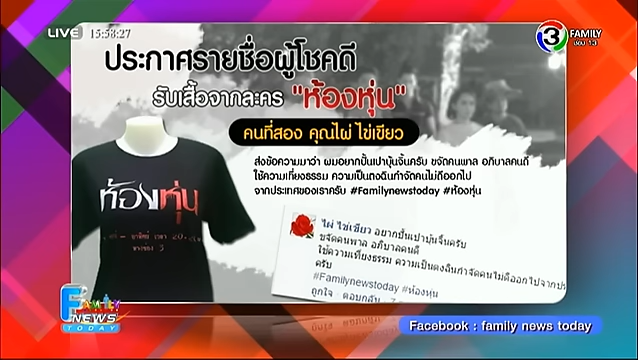 LIVE 15:58:27
3 FAMILY
ช่อง 13
ประกาศรายชื่อผู้โชคดี
รับเสื้อจากละคร "ห้องหุ่น"
คนที่สอง คุณไผ่ ไข่เขียว
ส่งข้อความมาว่า ผมอยากปั้นเปาบุ้นจิ้นครับ ขจัดคนพาล อภิบาลคนดี
ใช้ความเที่ยงธรรม ความเป็นตงฉินกำจัดคนไม่ดีออกไป
จากประเทศของเราครับ #Familynewstoday #ห้องหุ่น
ห้องหุ่น
ไผ่ ไข่เขียว อยากปั้นเปาบุ้นจิ้นครับ
ขจัดคนพาล อภิบาลคนดี
ใช้ความเที่ยงธรรม ความเป็นตงฉินกำจัดคนไม่ดีออกไปจากปร
ครับ
#Familynewstoday #ห้องหุ่น
ถูกใจ · ตอบกลับ
FAMILY
NEWS
TODAY
Facebook : family news today